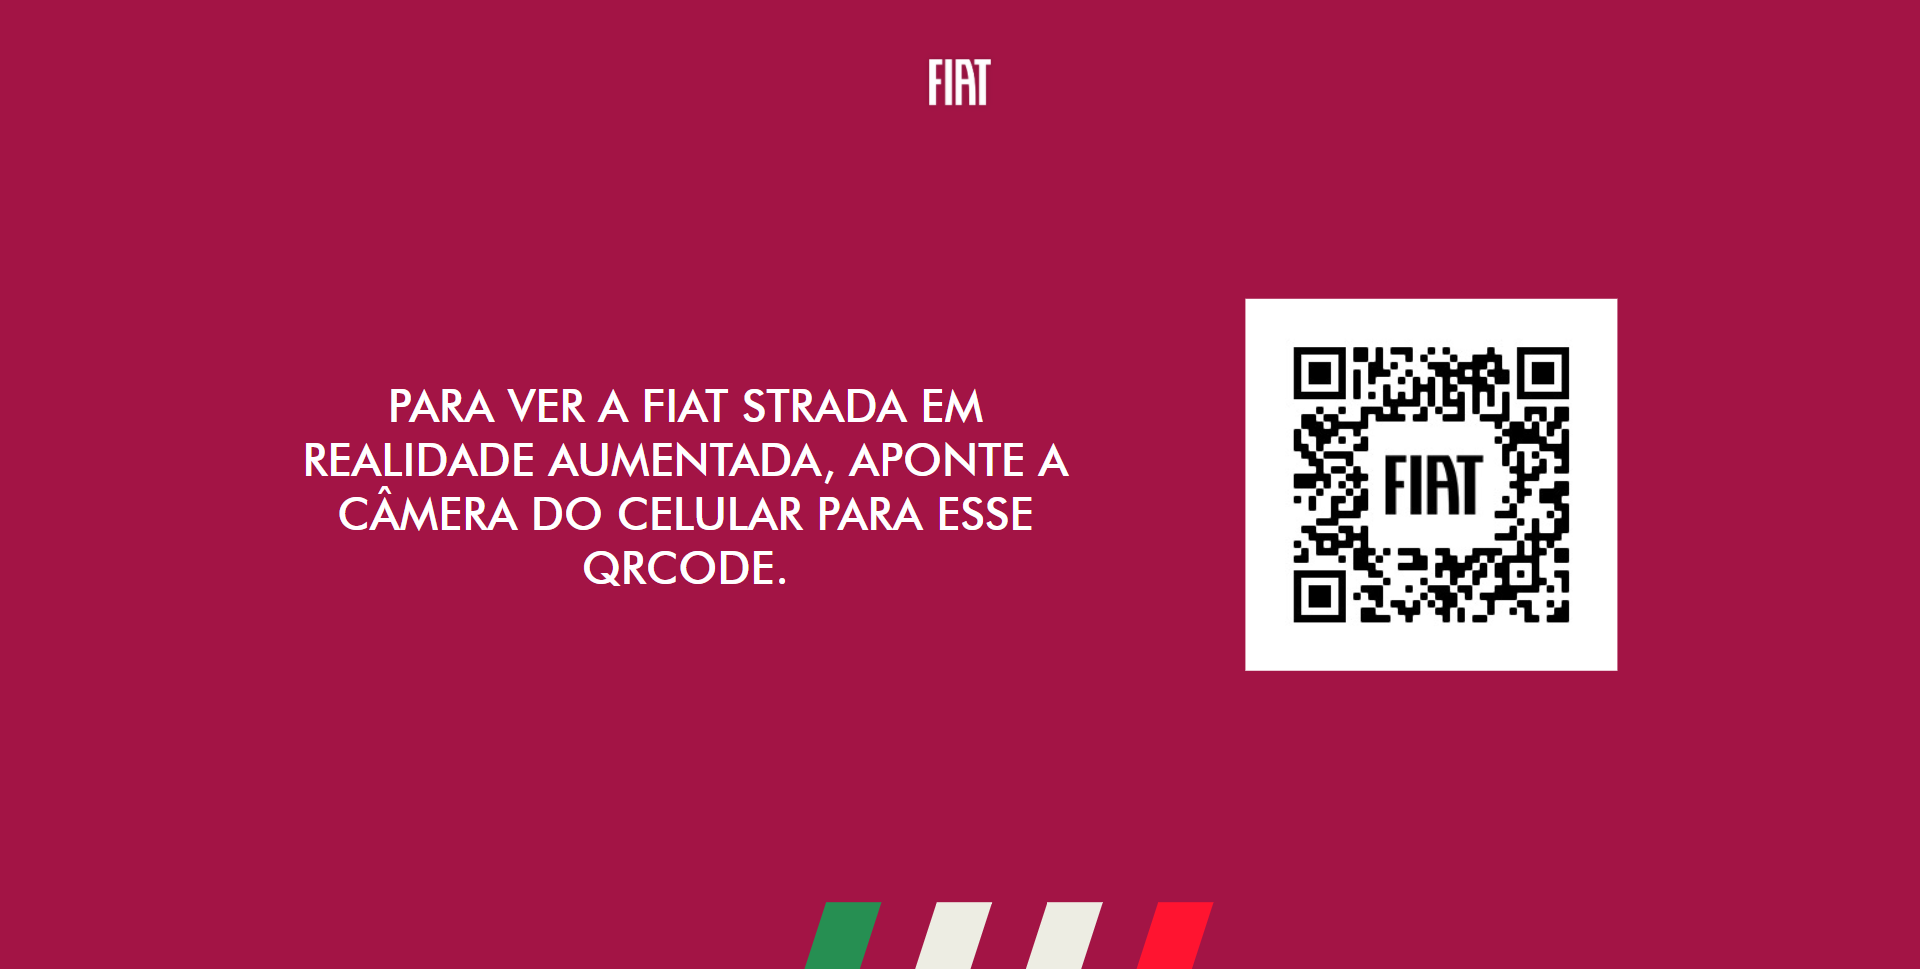 FIAT
PARA VER A FIAT STRADA EM
REALIDADE AUMENTADA, APONTE A
CÂMERA DO CELULAR PARA ESSE
QRCODE.
FIAT